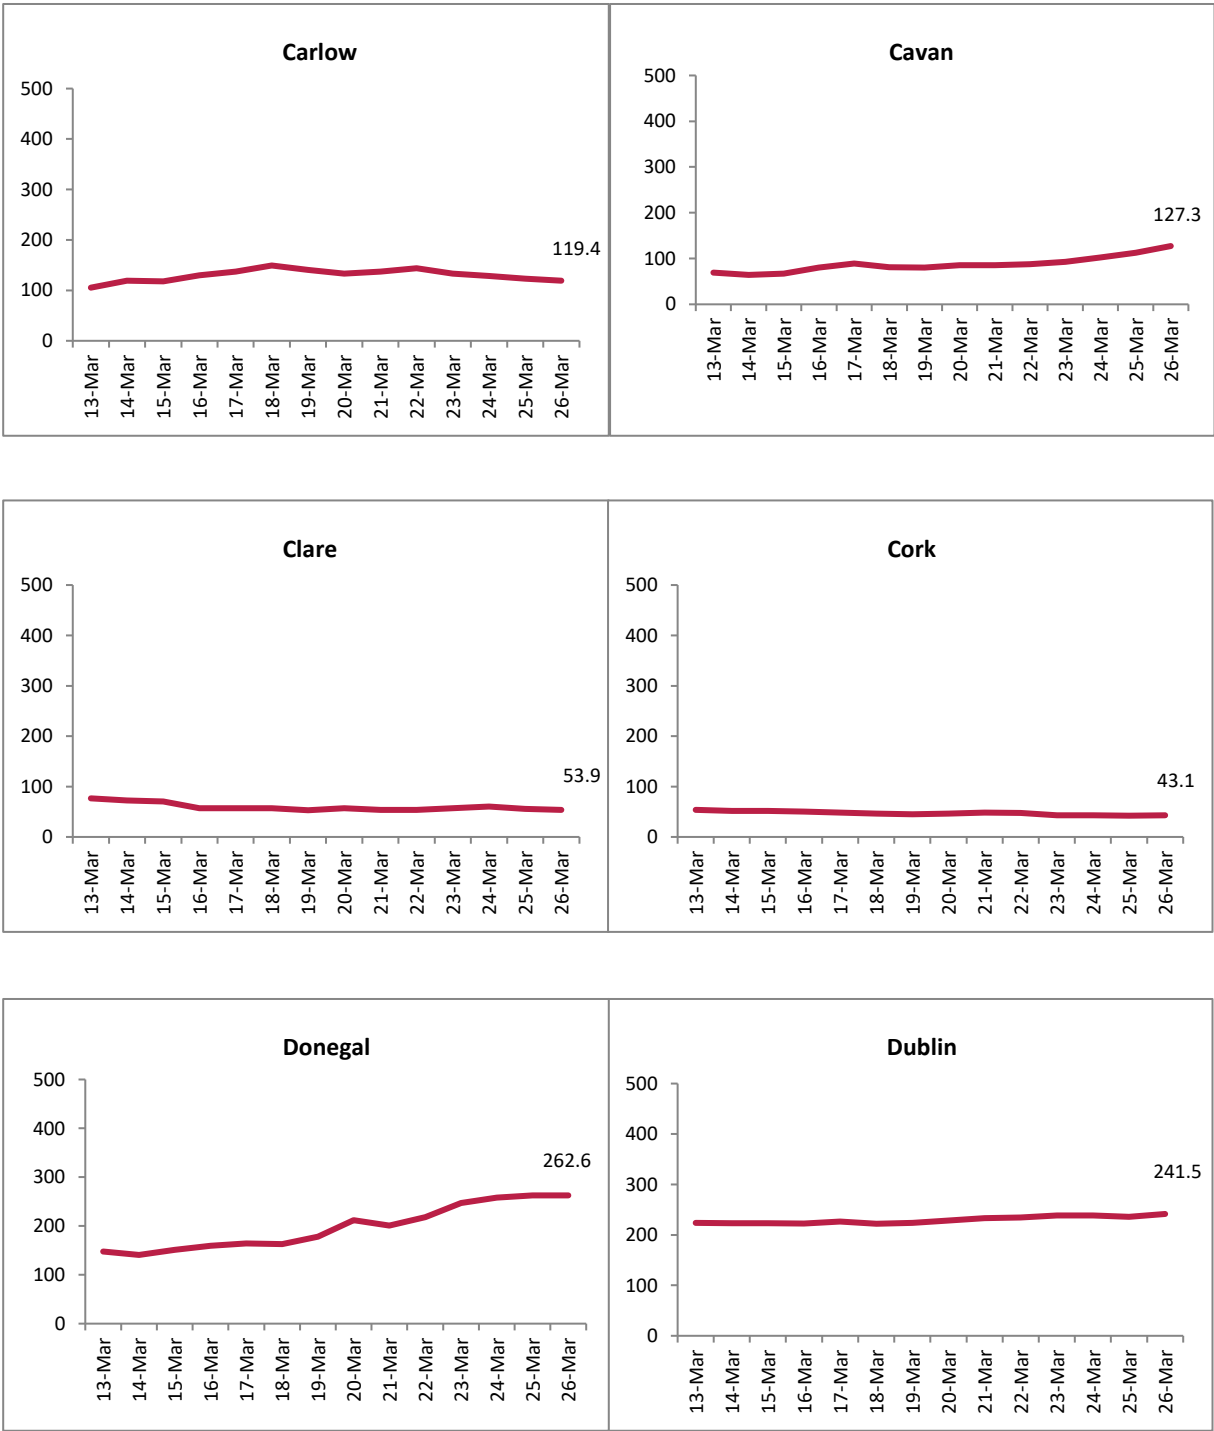 Carlow
500
400
300
200
100
0
119.4
13-Mar
14-Mar
15-Mar
16-Mar
17-Mar
18-Mar
19-Mar
20-Mar
21-Mar
22-Mar
23-Mar
24-Mar
25-Mar
26-Mar
Cavan
500
400
300
200
100
0
127.3
13-Mar
14-Mar
15-Mar
16-Mar
17-Mar
18-Mar
19-Mar
20-Mar
21-Mar
22-Mar
23-Mar
24-Mar
25-Mar
26-Mar
Clare
500
400
300
200
100
0
53.9
13-Mar
14-Mar
15-Mar
16-Mar
17-Mar
18-Mar
19-Mar
20-Mar
21-Mar
22-Mar
23-Mar
24-Mar
25-Mar
26-Mar
Cork
500
400
300
200
100
0
43.1
13-Mar
14-Mar
15-Mar
16-Mar
17-Mar
18-Mar
19-Mar
20-Mar
21-Mar
22-Mar
23-Mar
24-Mar
25-Mar
26-Mar
Donegal
500
400
300
200
100
0
262.6
13-Mar
14-Mar
15-Mar
16-Mar
17-Mar
18-Mar
19-Mar
20-Mar
21-Mar
22-Mar
23-Mar
24-Mar
25-Mar
26-Mar
Dublin
500
400
300
200
100
0
241.5
13-Mar
14-Mar
15-Mar
16-Mar
17-Mar
18-Mar
19-Mar
20-Mar
21-Mar
22-Mar
23-Mar
24-Mar
25-Mar
26-Mar